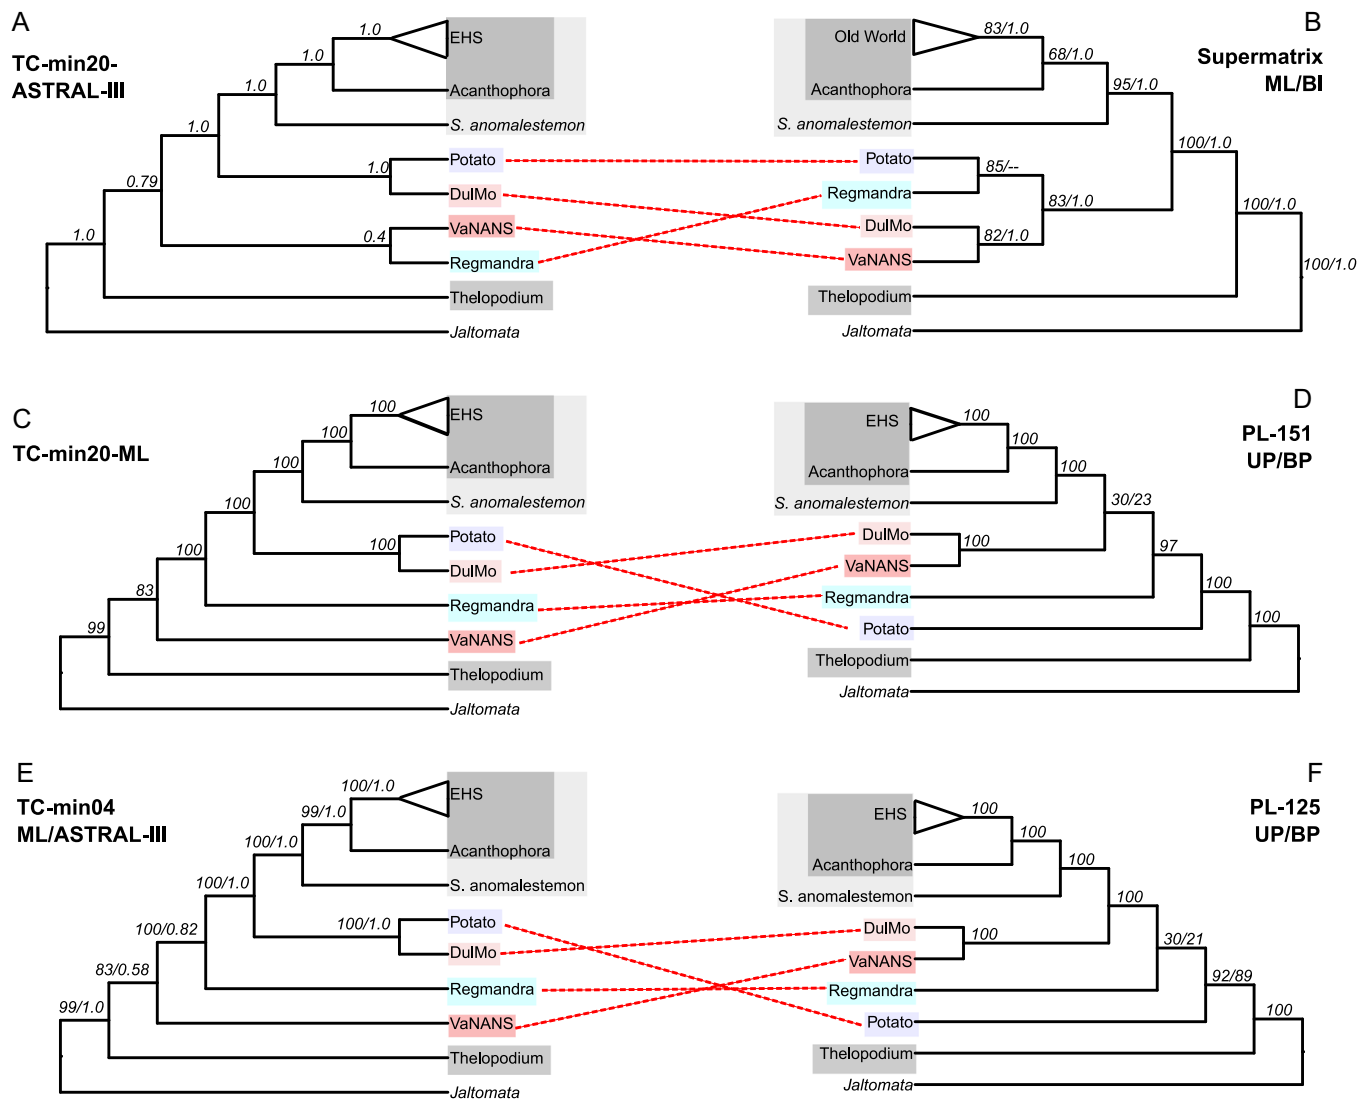 A
TC-min20-
ASTRAL-III
1.0
EHS
1.0
Acanthophora
1.0
S. anomalestemon
1.0
Potato
1.0
DulMo
0.79
VaNANS
0.4
Regmandra
1.0
Thelopodium
Jaltomata
B
Supermatrix
ML/BI
Old World
83/1.0
68/1.0
Acanthophora
95/1.0
S. anomalestemon
100/1.0
Potato
85/--
Regmandra
83/1.0
DulMo
82/1.0
VaNANS
100/1.0
100/1.0
Thelopodium
Jaltomata
C
TC-min20-ML
100
EHS
100
Acanthophora
100
S. anomalestemon
100
Potato
100
DulMo
100
Regmandra
83
VaNANS
99
Thelopodium
Jaltomata
D
PL-151
UP/BP
EHS
100
100
Acanthophora
100
S. anomalestemon
30/23
DulMo
100
VaNANS
97
Regmandra
100
Potato
100
Thelopodium
Jaltomata
E
TC-min04
ML/ASTRAL-III
100/1.0
EHS
99/1.0
Acanthophora
100/1.0
S. anomalestemon
100/1.0
Potato
100/1.0
DulMo
100/0.82
Regmandra
83/0.58
VaNANS
99/1.0
Thelopodium
Jaltomata
F
PL-125
UP/BP
EHS
100
100
Acanthophora
100
S. anomalestemon
100
DulMo
100
VaNANS
30/21
Regmandra
92/89
Potato
100
Thelopodium
Jaltomata